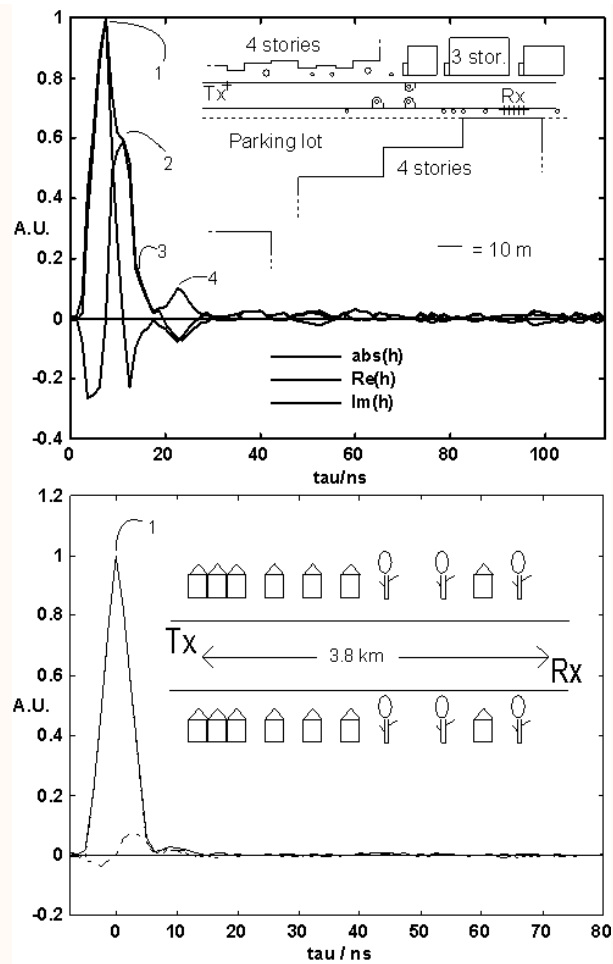 1
0.8
0.6
0.4
A.U.
0.2
0
-0.2
-0.4
0 20 40 60 80 100
tau/ns
1
2
3
4
4 stories
3 stor.
Tx
Rx
Parking lot
4 stories
= 10 m
abs(h)
Re(h)
Im(h)
1.2
1
0.8
0.6
A.U.
0.4
0.2
0
-0.2
0 10 20 30 40 50 60 70 80
tau / ns
1
Tx
3.8 km
Rx